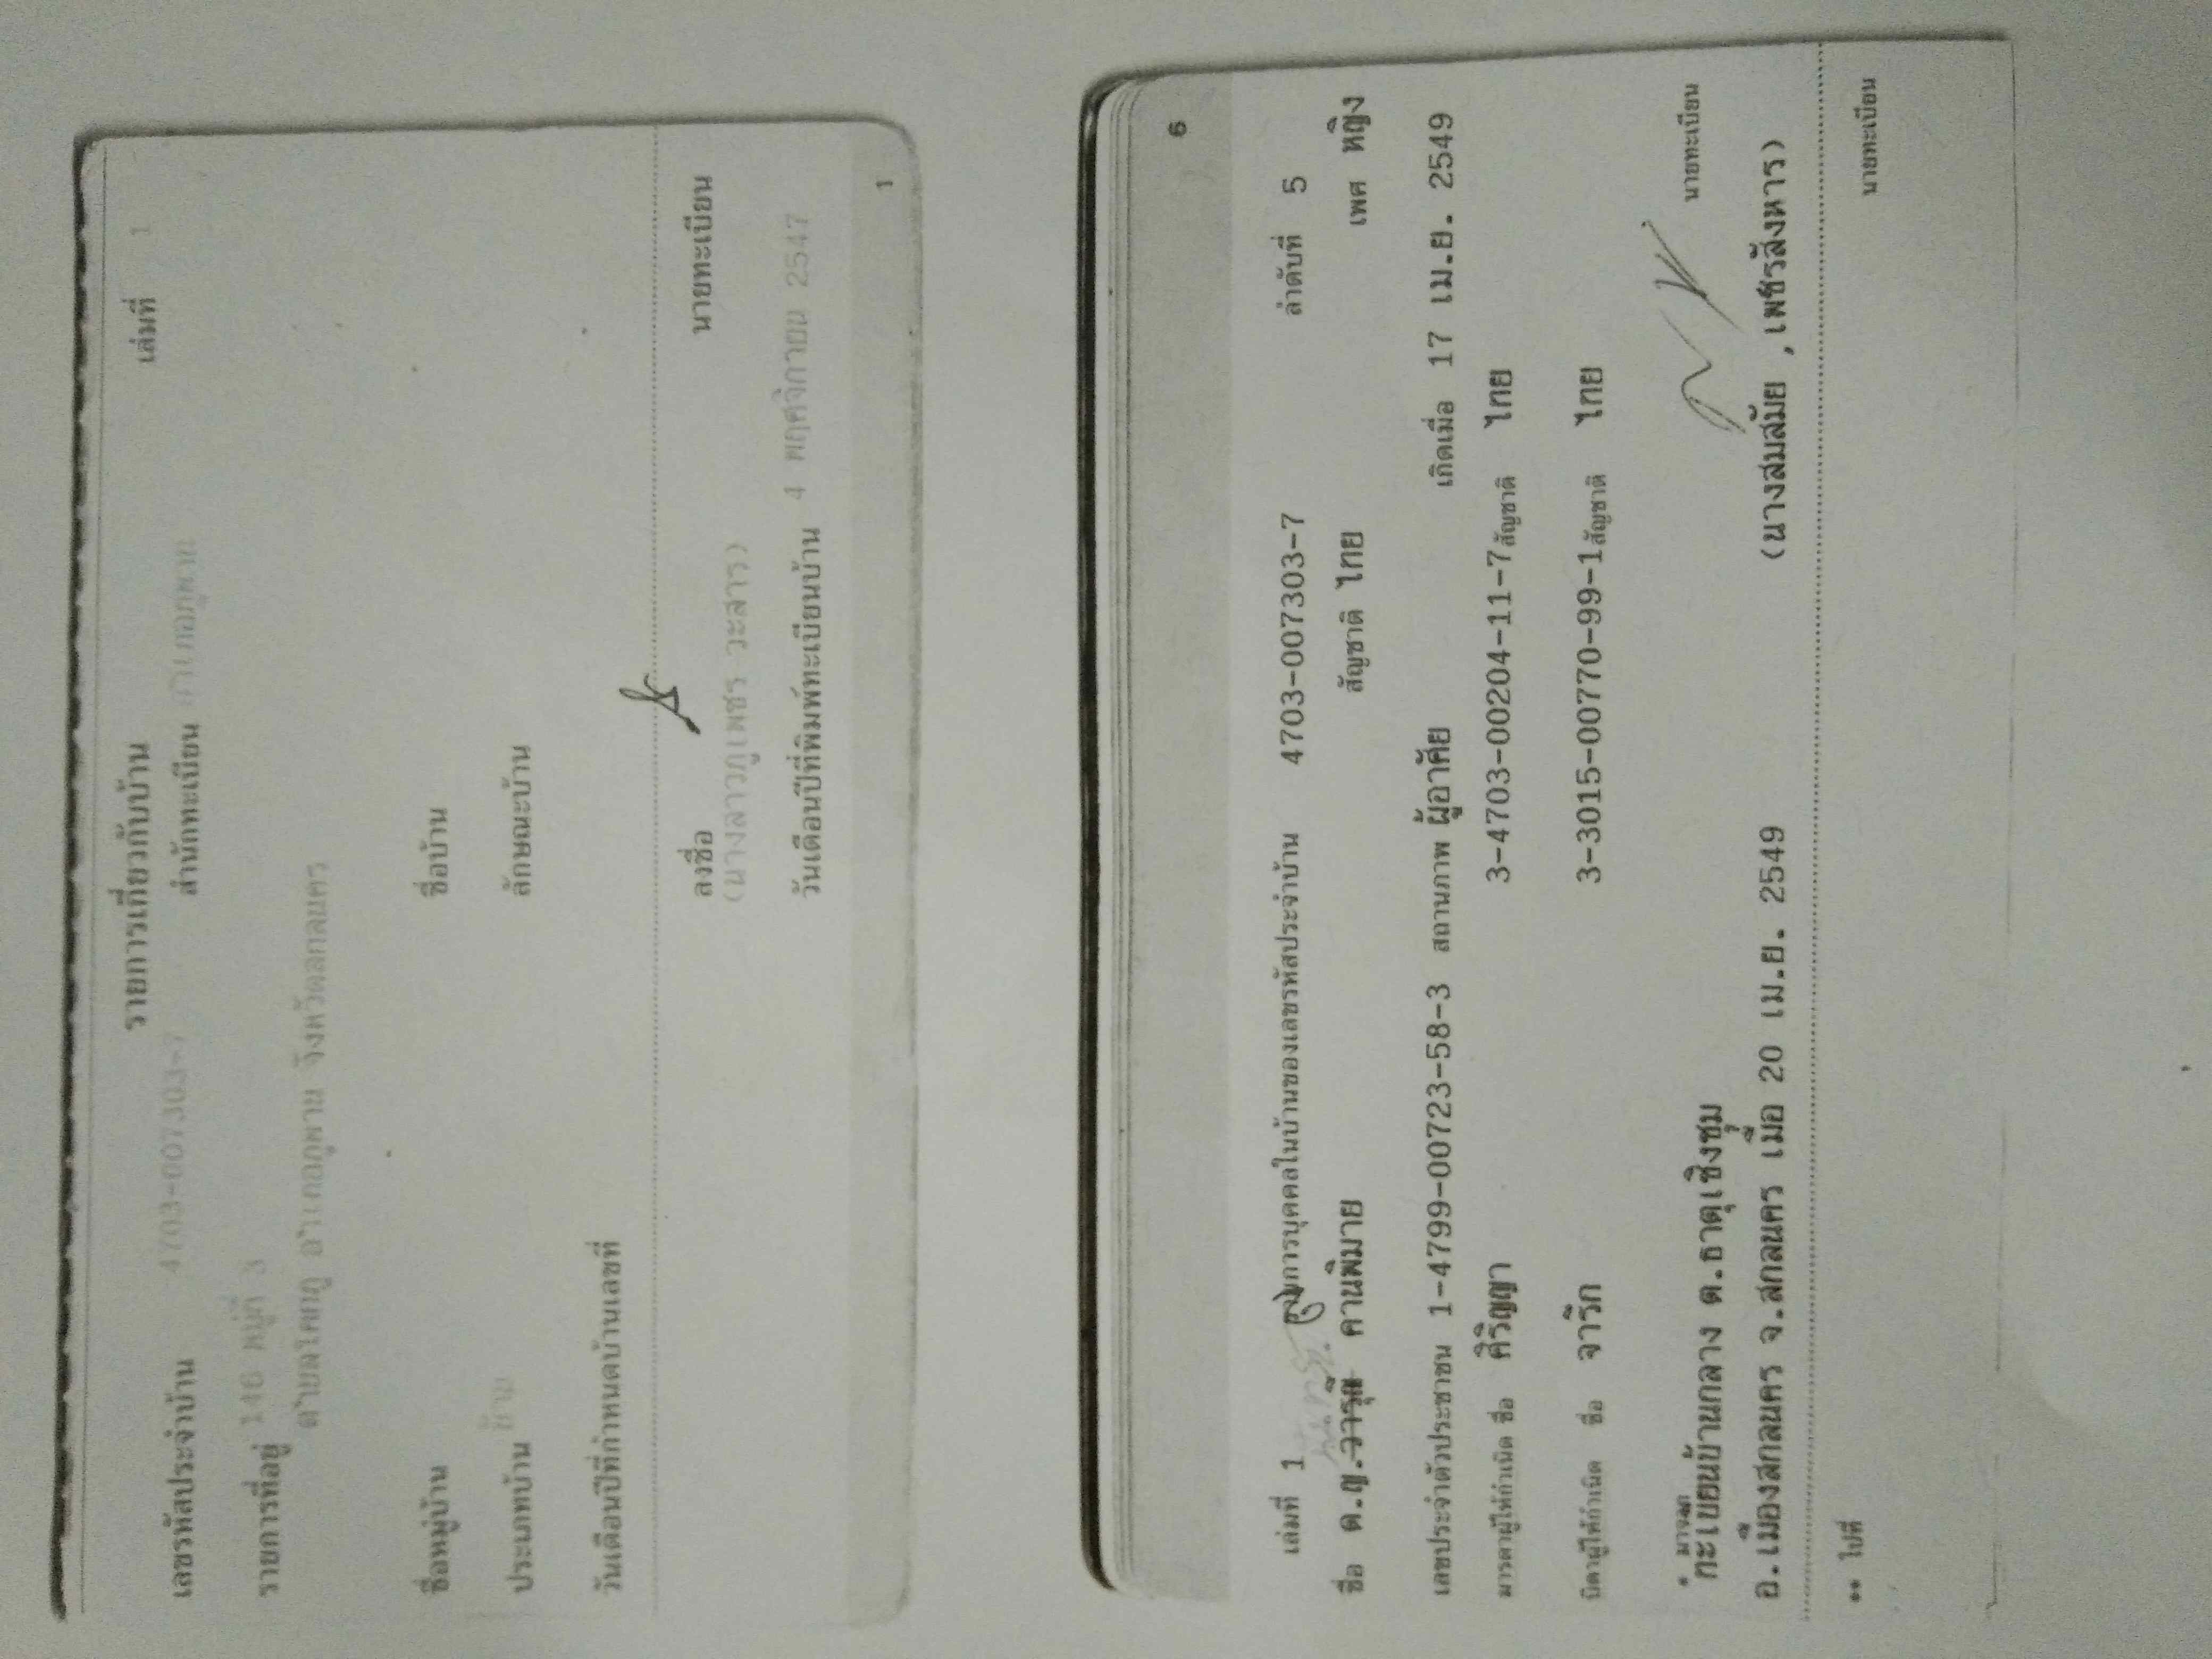 รายการเกี่ยวกับบ้าน เล่มที่ 1
เลขรหัสประจำบ้าน 4703-007303-7 สำนักทะเบียน อำเภอภูพาน
รายการที่อยู่ 146 หมู่ที่ 3
ตำบลโคกภู อำเภอภูพาน จังหวัดสกลนคร
ชื่อหมู่บ้าน ชื่อบ้าน
ประเภทบ้าน บ้าน ลักษณะบ้าน
วันเดือนปีที่กำหนดบ้านเลขที่
ลงชื่อ นายทะเบียน
(นางสาวภูเพชร วะสาร)
วันเดือนปีที่พิมพ์ทะเบียนบ้าน 4 พฤศจิกายน 2547
1
6
เล่มที่ 1 รายการบุคคลในบ้านของเลขรหัสประจำบ้าน 4703-007303-7 ลำดับที่ 5
ชื่อ ด.ญ.วารุณี คานพิมาย สัญชาติ ไทย เพศ หญิง
เลขประจำตัวประชาชน 1-4799-00723-58-3 สถานภาพ ผู้อาศัย เกิดเมื่อ 17 เม.ย. 2549
มารดาผู้ให้กำเนิด ชื่อ ศิริญญา 3-4703-00204-11-7 สัญชาติ ไทย
บิดาผู้ให้กำเนิด ชื่อ จาริก 3-3015-00770-99-1 สัญชาติ ไทย
* มาจาก
ทะเบียนบ้านกลาง ต.ธาตุเชิงชุม นายทะเบียน
อ.เมืองสกลนคร จ.สกลนคร เมื่อ 20 เม.ย. 2549 (นางสมสมัย ,เพชรสังหาร)
** ไปที่ นายทะเบียน